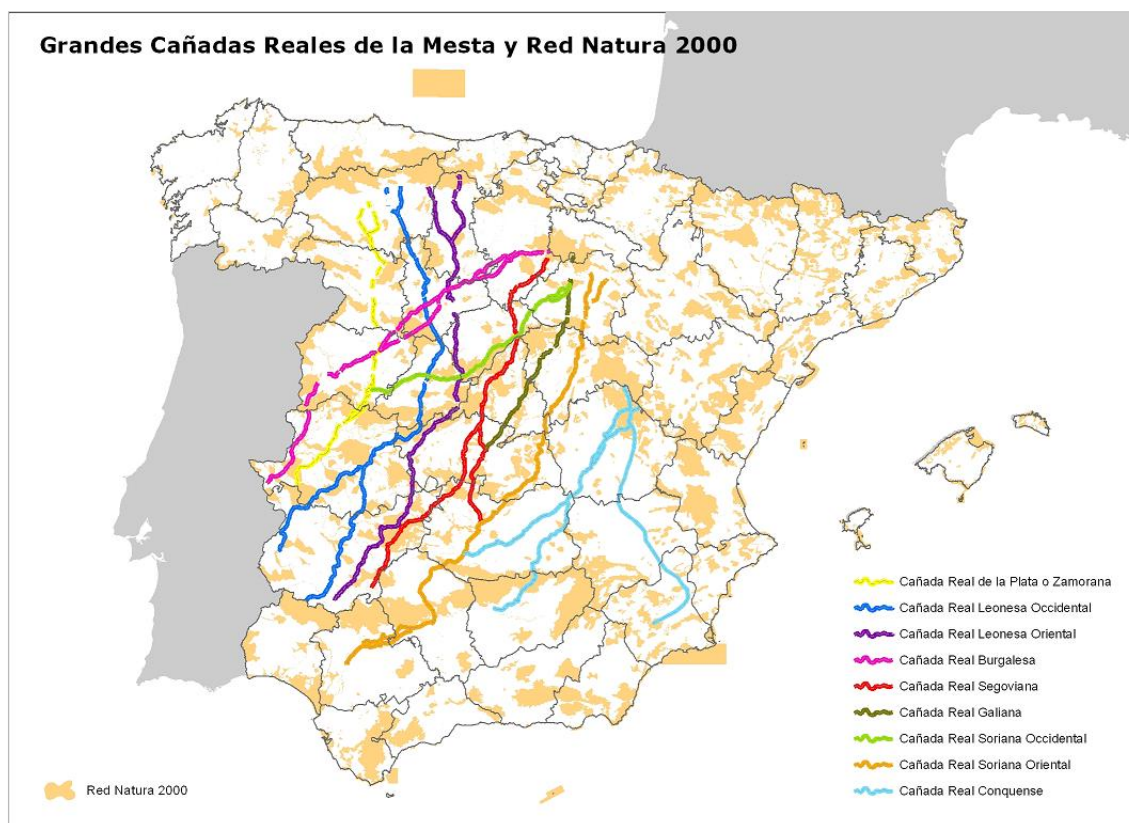 Grandes Cañadas Reales de la Mesta y Red Natura 2000
Cañada Real de la Plata o Zamorana
Cañada Real Leonesa Occidental
Cañada Real Leonesa Oriental
Cañada Real Burgalesa
Cañada Real Segoviana
Cañada Real Galiana
Cañada Real Soriana Occidental
Cañada Real Soriana Oriental
Cañada Real Conquense
Red Natura 2000